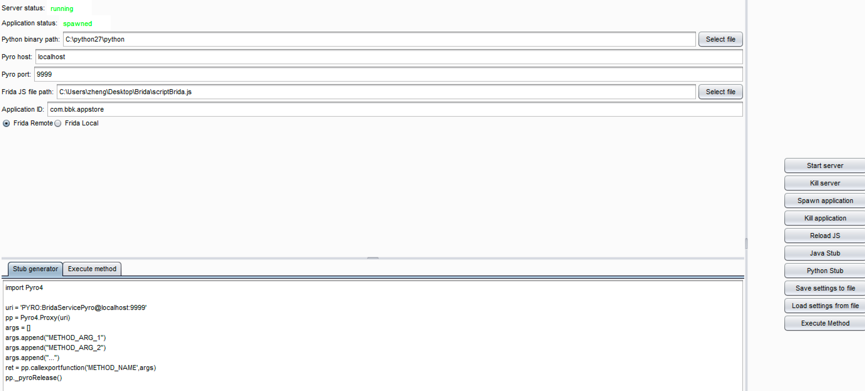 Server status: running
Application status: spawned
Python binary path: C:\python27\python Select file
Pyro host: localhost
Pyro port: 9999
Frida JS file path: C:\Users\zheng\Desktop\Brida\scriptBrida.js Select file
Application ID: com.bbk.appstore
Frida Remote Frida Local
Start server
Kill server
Spawn application
Kill application
Reload JS
Java Stub
Python Stub
Save settings to file
Load settings from file
Execute Method
Stub generator Execute method
import Pyro4
uri = 'PYRO:BridaServicePyro@localhost:9999'
pp = Pyro4.Proxy(uri)
args = []
args.append("METHOD_ARG_1")
args.append("METHOD_ARG_2")
args.append("...")
ret = pp.callexportfunction('METHOD_NAME',args)
pp._pyroRelease()